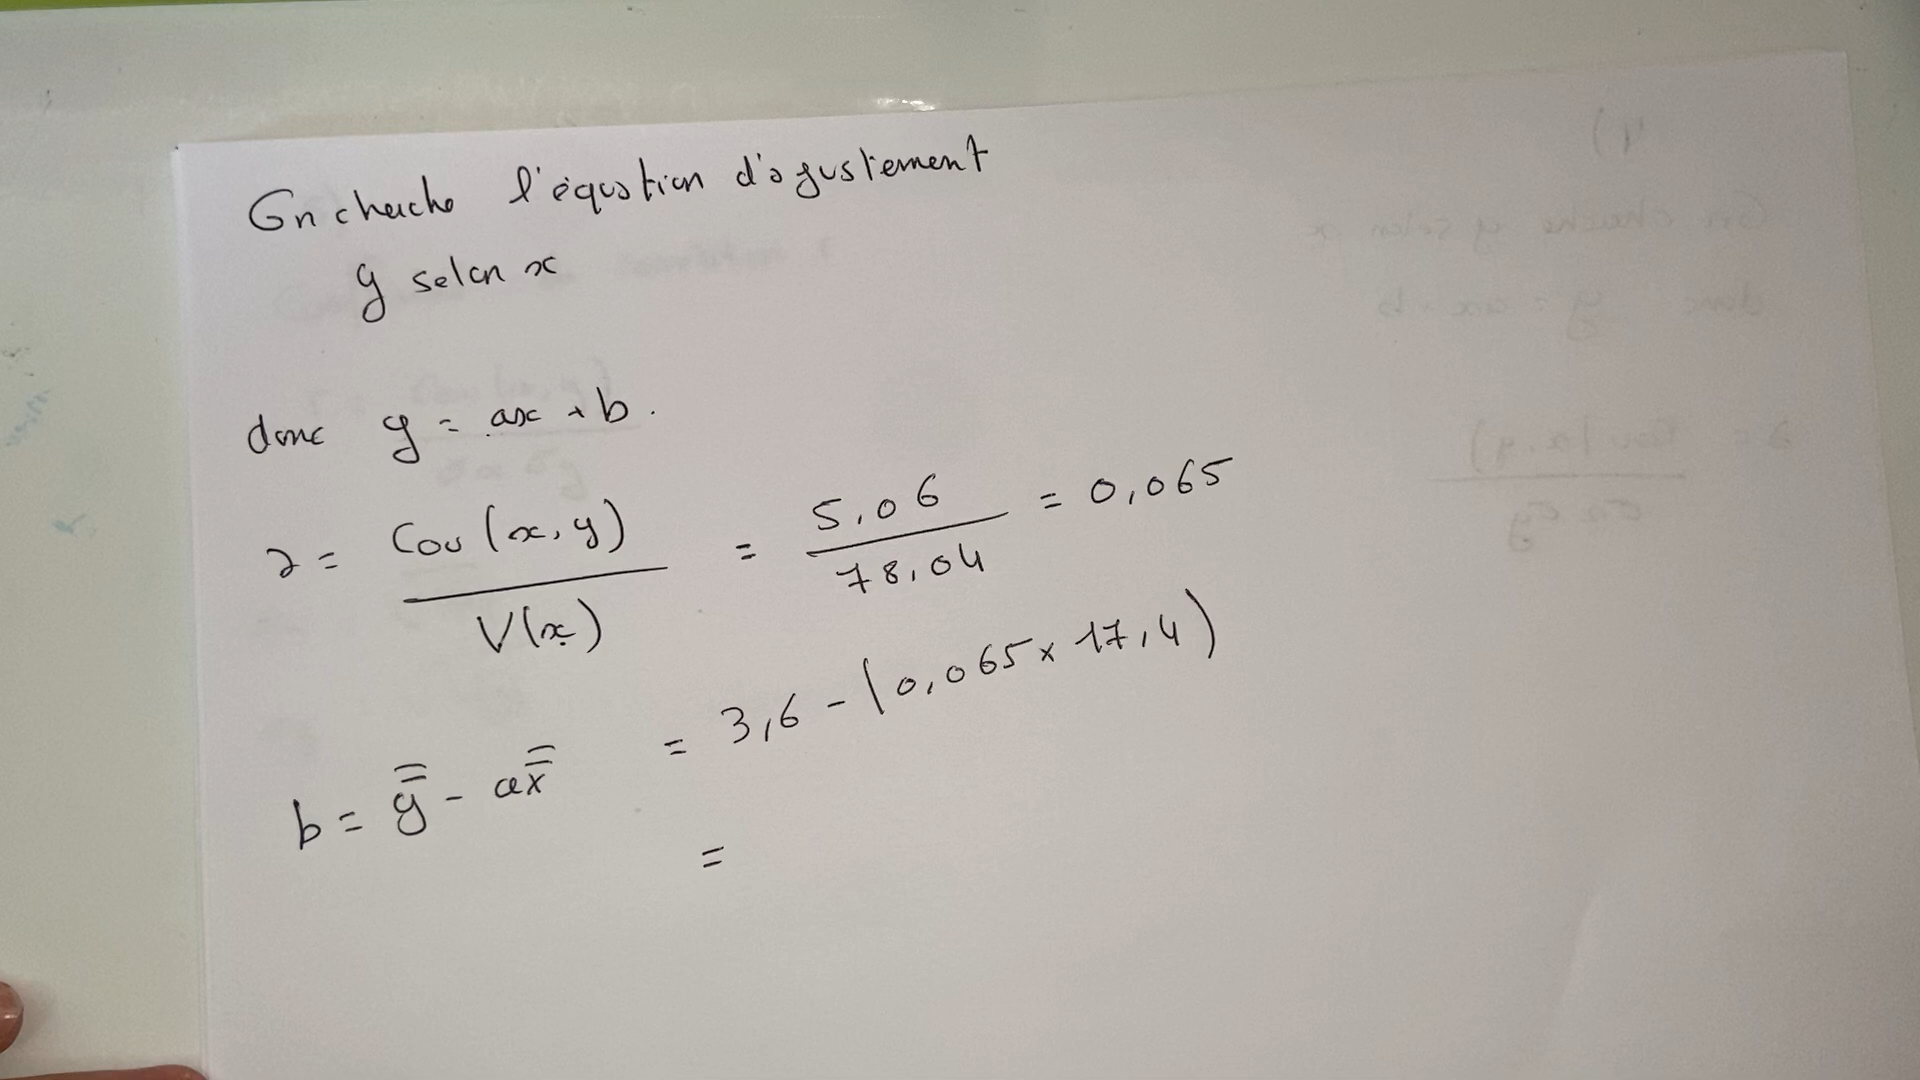 On cherche l'équation d'ajustement
y selon x
donc y = ax + b.
a = Cov(x,y) / V(x) = 5,06 / 78,04 = 0,065
b = y̿ - ax̿ = 3,6 - (0,065 x 17,4)
=